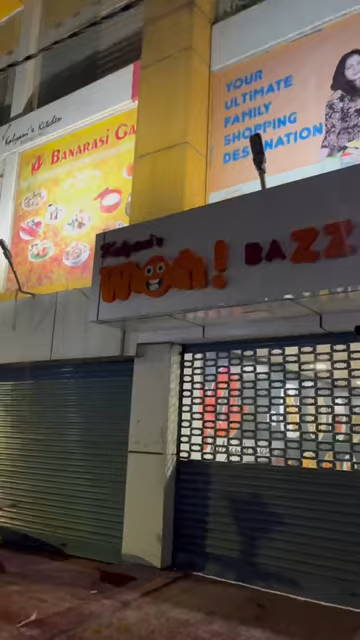 Kalyani's Kitchen
BANARASI GA
YOUR
ULTIMATE
FAMILY
SHOPPING
DESTINATION
Kalyani's
Woh! BAZZ